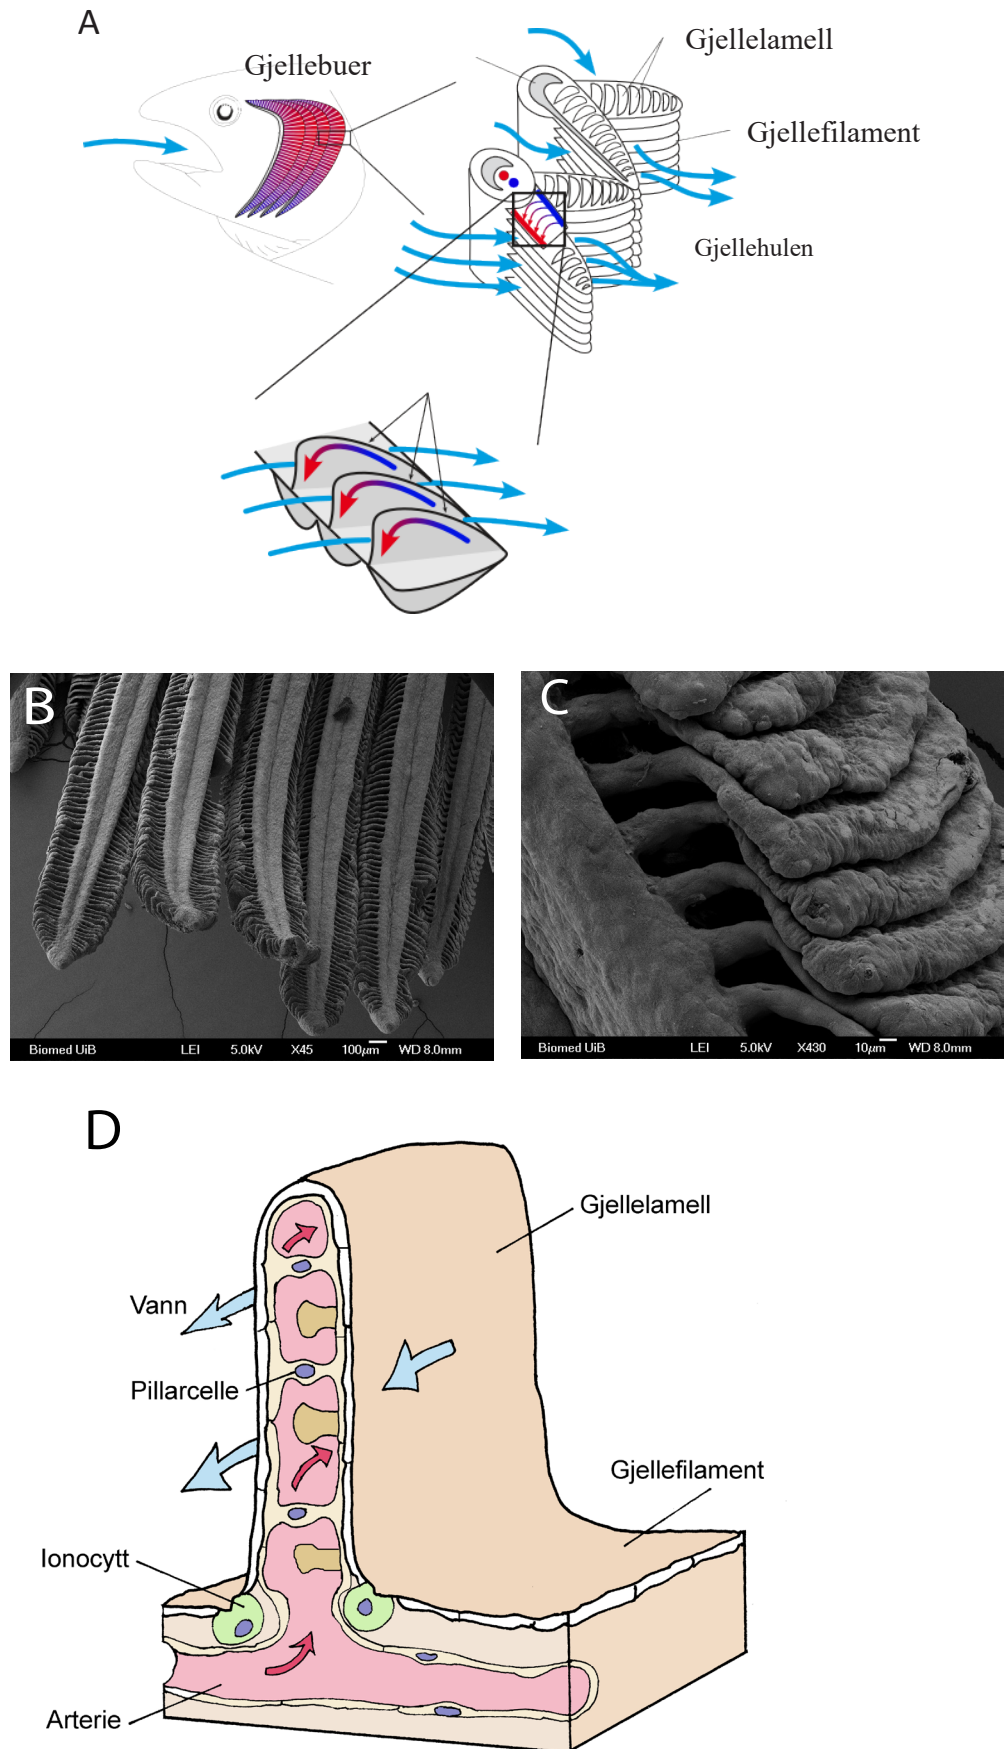 A
Gjellebuer
Gjellelamell
Gjellefilament
Gjellehulen
B
Biomed UiB LEI 5.0kV X45 100µm WD 8.0mm
C
Biomed UiB LEI 5.0kV X430 10µm WD 8.0mm
D
Gjellelamell
Vann
Pillarcelle
Gjellefilament
Ionocytt
Arterie